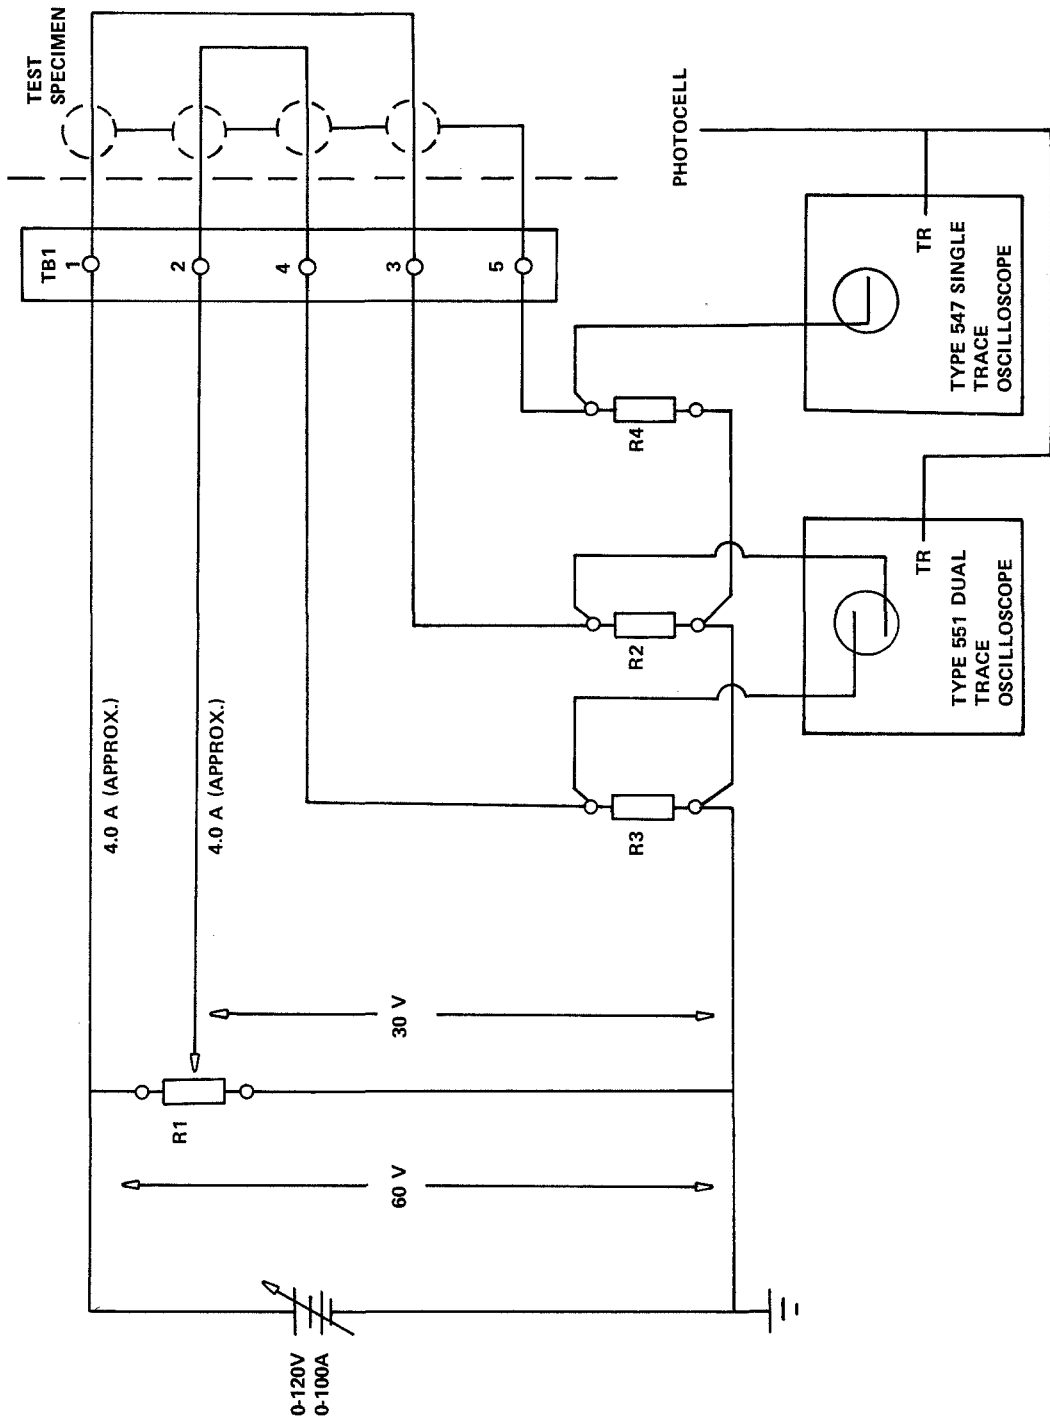 0-120V
0-100A
60 V
30 V
R1
4.0 A (APPROX.)
4.0 A (APPROX.)
R3
R2
R4
TB1
1
2
4
3
5
TEST
SPECIMEN
PHOTOCELL
TR
TYPE 551 DUAL
TRACE
OSCILLOSCOPE
TR
TYPE 547 SINGLE
TRACE
OSCILLOSCOPE